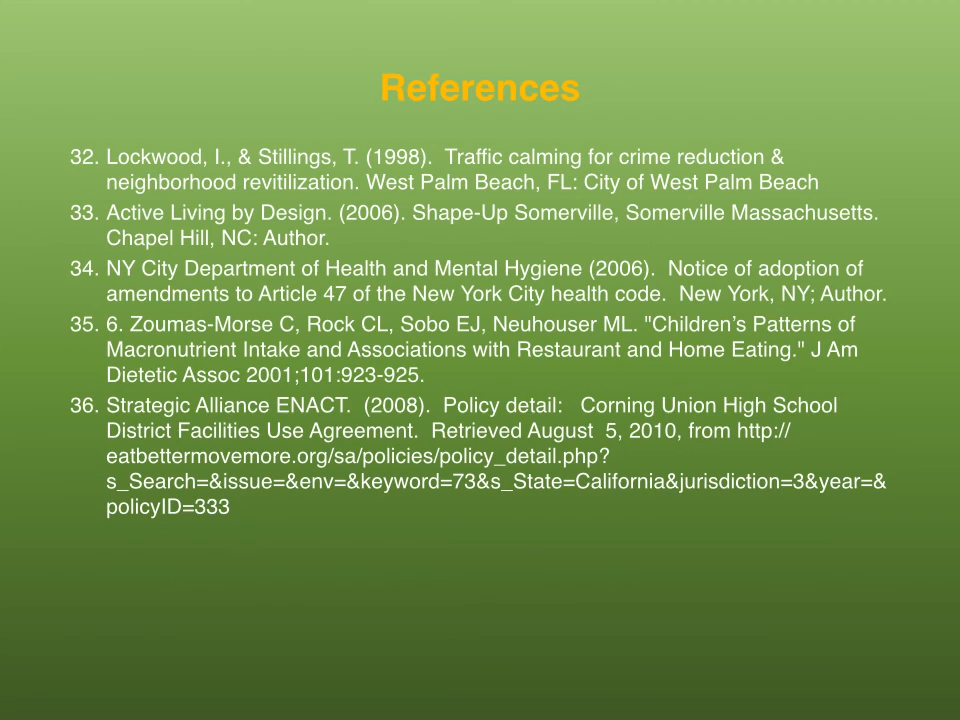 References
32. Lockwood, I., & Stillings, T. (1998).  Traffic calming for crime reduction &
neighborhood revitilization. West Palm Beach, FL: City of West Palm Beach
33. Active Living by Design. (2006). Shape-Up Somerville, Somerville Massachusetts.
Chapel Hill, NC: Author.
34. NY City Department of Health and Mental Hygiene (2006).  Notice of adoption of
amendments to Article 47 of the New York City health code.  New York, NY; Author.
35. 6. Zoumas-Morse C, Rock CL, Sobo EJ, Neuhouser ML. "Children’s Patterns of
Macronutrient Intake and Associations with Restaurant and Home Eating." J Am
Dietetic Assoc 2001;101:923-925.
36. Strategic Alliance ENACT.  (2008).  Policy detail:   Corning Union High School
District Facilities Use Agreement.  Retrieved August  5, 2010, from http://
eatbettermovemore.org/sa/policies/policy_detail.php?
s_Search=&issue=&env=&keyword=73&s_State=California&jurisdiction=3&year=&
policyID=333